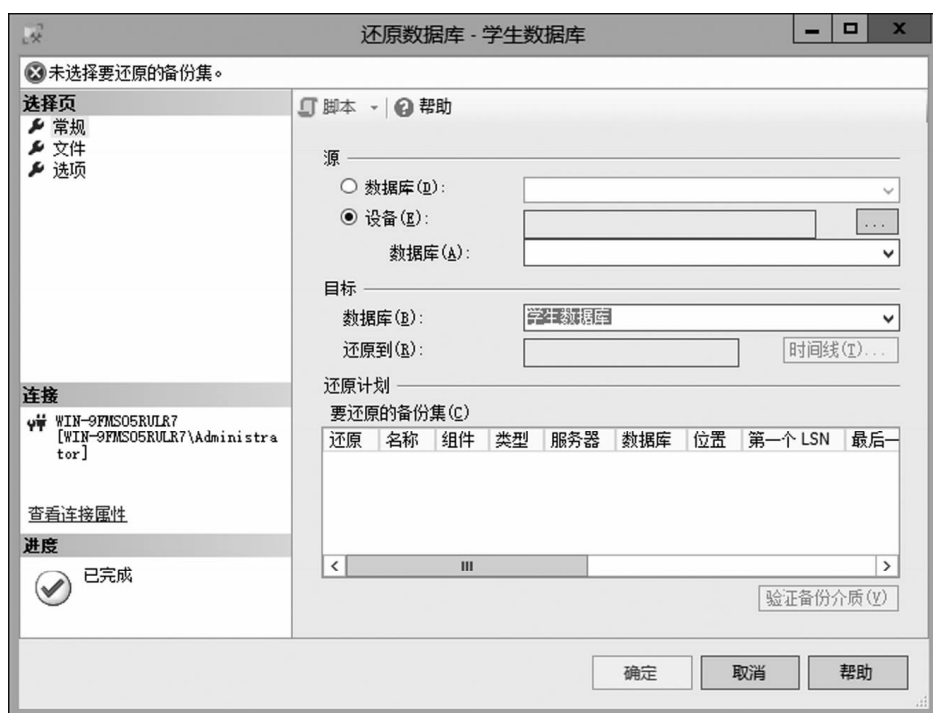 还原数据库 - 学生数据库
未选择要还原的备份集。
选择页
常规
文件
选项
脚本 帮助
源
数据库(D):
设备(E): ...
数据库(A):
目标
数据库(B): 学生数据库
还原到(R): 时间线(T)...
还原计划
要还原的备份集(C)
还原 名称 组件 类型 服务器 数据库 位置 第一个 LSN 最后一
连接
WIN-9FMSO5RULR7
[WIN-9FMSO5RULR7\Administra
tor]
查看连接属性
进度
已完成
验证备份介质(V)
确定 取消 帮助